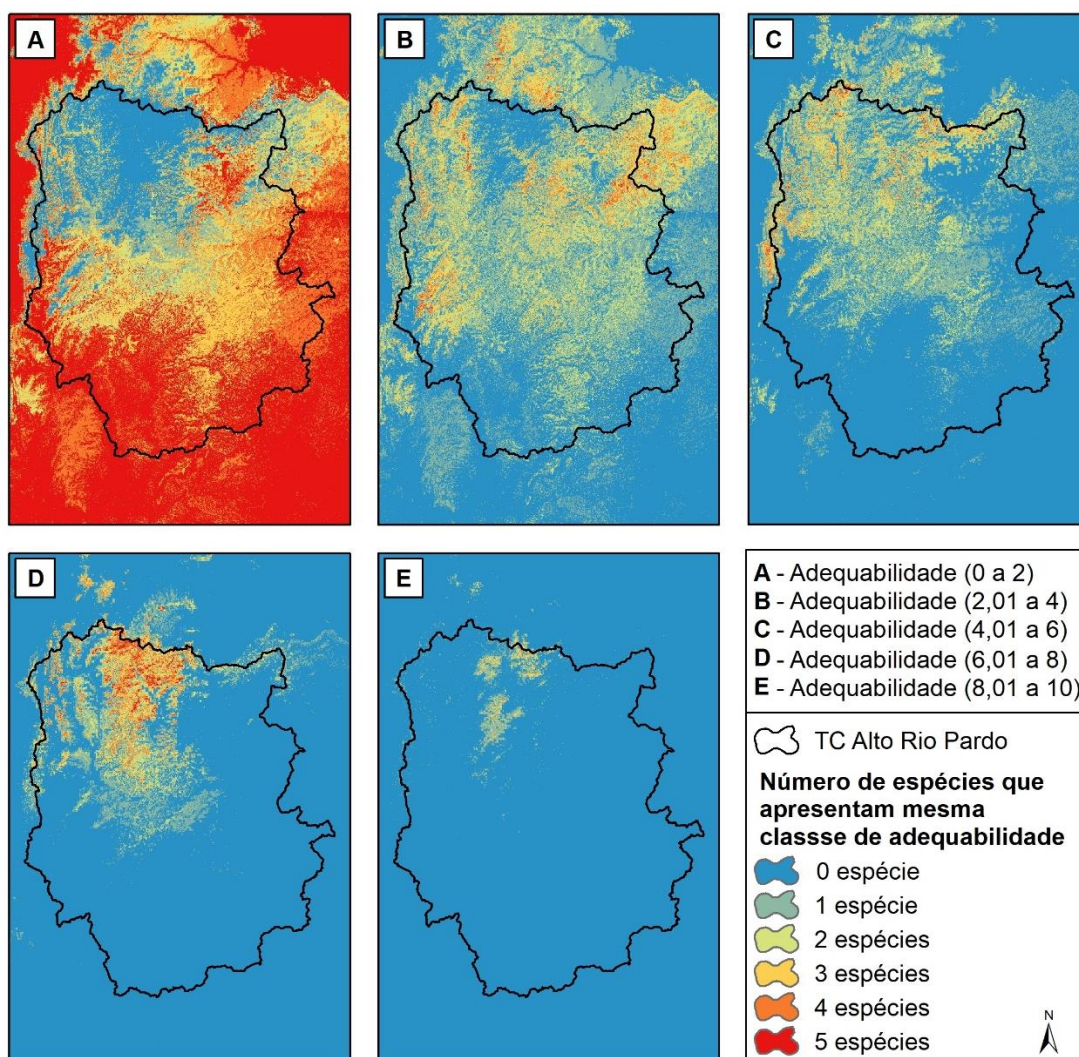 A
B
C
D
E
A - Adequabilidade (0 a 2)
B - Adequabilidade (2,01 a 4)
C - Adequabilidade (4,01 a 6)
D - Adequabilidade (6,01 a 8)
E - Adequabilidade (8,01 a 10)
TC Alto Rio Pardo
Número de espécies que
apresentam mesma
classse de adequabilidade
0 espécie
1 espécie
2 espécies
3 espécies
4 espécies
5 espécies
N